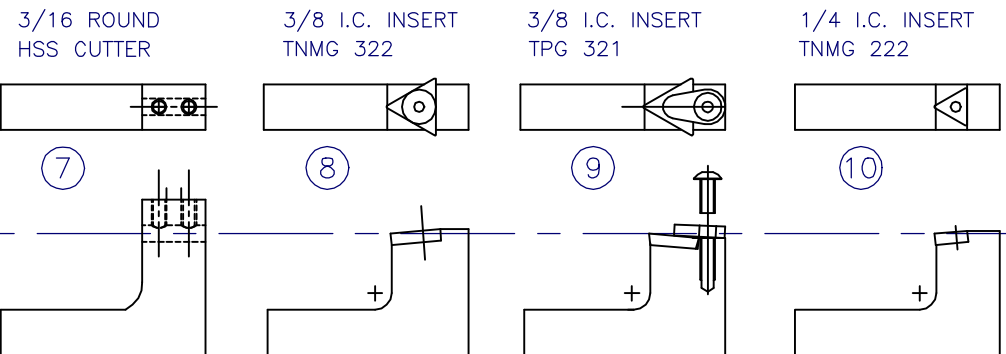 3/16 ROUND
HSS CUTTER
3/8 I.C. INSERT
TNMG 322
3/8 I.C. INSERT
TPG 321
1/4 I.C. INSERT
TNMG 222
7
8
9
10